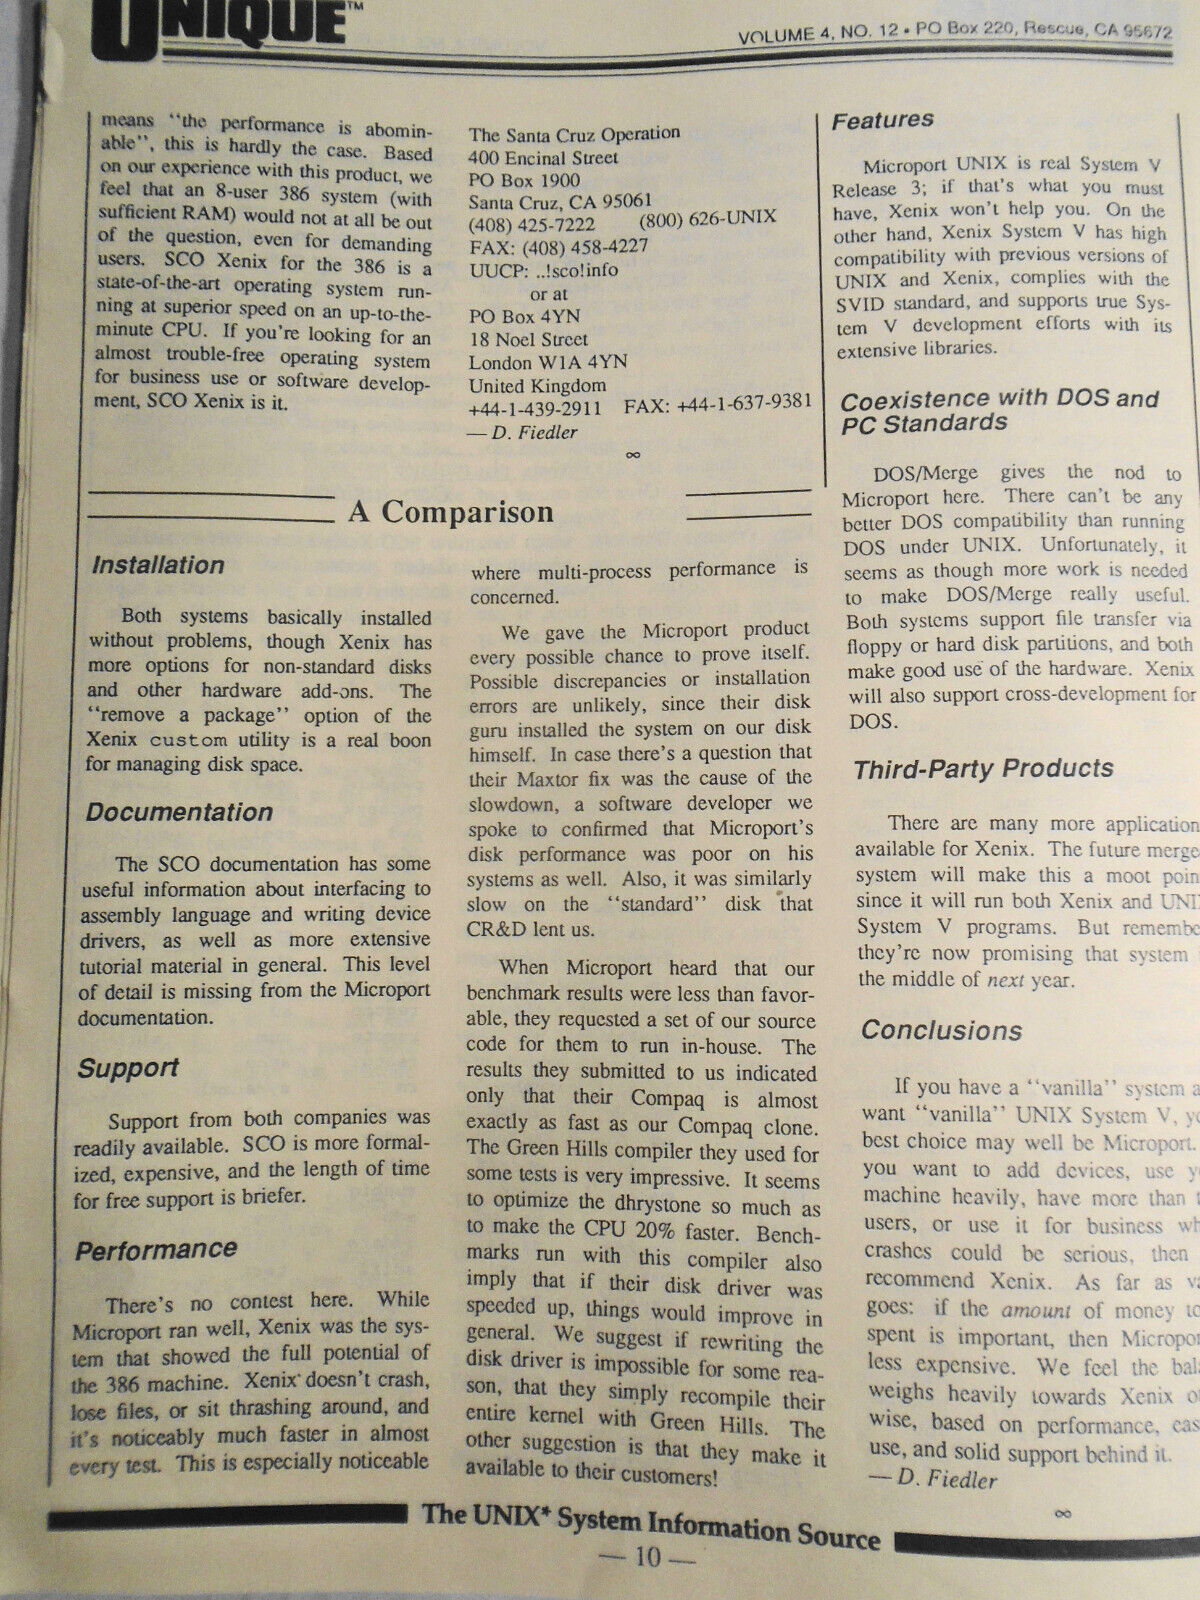 UNIQUE™
VOLUME 4, NO. 12 • PO Box 220, Rescue, CA 95672
means "the performance is abomin-
able", this is hardly the case. Based
on our experience with this product, we
feel that an 8-user 386 system (with
sufficient RAM) would not at all be out
of the question, even for demanding
users. SCO Xenix for the 386 is a
state-of-the-art operating system run-
ning at superior speed on an up-to-the-
minute CPU. If you're looking for an
almost trouble-free operating system
for business use or software develop-
ment, SCO Xenix is it.
The Santa Cruz Operation
400 Encinal Street
PO Box 1900
Santa Cruz, CA 95061
(408) 425-7222 (800) 626-UNIX
FAX: (408) 458-4227
UUCP: ..!sco!info
or at
PO Box 4YN
18 Noel Street
London W1A 4YN
United Kingdom
+44-1-439-2911 FAX: +44-1-637-9381
— D. Fiedler
∞
A Comparison
Installation
Both systems basically installed
without problems, though Xenix has
more options for non-standard disks
and other hardware add-ons. The
"remove a package" option of the
Xenix custom utility is a real boon
for managing disk space.
Documentation
The SCO documentation has some
useful information about interfacing to
assembly language and writing device
drivers, as well as more extensive
tutorial material in general. This level
of detail is missing from the Microport
documentation.
Support
Support from both companies was
readily available. SCO is more formal-
ized, expensive, and the length of time
for free support is briefer.
Performance
There's no contest here. While
Microport ran well, Xenix was the sys-
tem that showed the full potential of
the 386 machine. Xenix doesn't crash,
lose files, or sit thrashing around, and
it's noticeably much faster in almost
every test. This is especially noticeable
where multi-process performance is
concerned.
We gave the Microport product
every possible chance to prove itself.
Possible discrepancies or installation
errors are unlikely, since their disk
guru installed the system on our disk
himself. In case there's a question that
their Maxtor fix was the cause of the
slowdown, a software developer we
spoke to confirmed that Microport's
disk performance was poor on his
systems as well. Also, it was similarly
slow on the "standard" disk that
CR&D lent us.
When Microport heard that our
benchmark results were less than favor-
able, they requested a set of our source
code for them to run in-house. The
results they submitted to us indicated
only that their Compaq is almost
exactly as fast as our Compaq clone.
The Green Hills compiler they used for
some tests is very impressive. It seems
to optimize the dhrystone so much as
to make the CPU 20% faster. Bench-
marks run with this compiler also
imply that if their disk driver was
speeded up, things would improve in
general. We suggest if rewriting the
disk driver is impossible for some rea-
son, that they simply recompile their
entire kernel with Green Hills. The
other suggestion is that they make it
available to their customers!
Features
Microport UNIX is real System V
Release 3; if that's what you must
have, Xenix won't help you. On the
other hand, Xenix System V has high
compatibility with previous versions of
UNIX and Xenix, complies with the
SVID standard, and supports true Sys-
tem V development efforts with its
extensive libraries.
Coexistence with DOS and
PC Standards
DOS/Merge gives the nod to
Microport here. There can't be any
better DOS compatibility than running
DOS under UNIX. Unfortunately, it
seems as though more work is needed
to make DOS/Merge really useful.
Both systems support file transfer via
floppy or hard disk partitions, and both
make good use of the hardware. Xenix
will also support cross-development for
DOS.
Third-Party Products
There are many more application
available for Xenix. The future merge
system will make this a moot poin
since it will run both Xenix and UNI
System V programs. But remembe
they're now promising that system
the middle of next year.
Conclusions
If you have a "vanilla" system a
want "vanilla" UNIX System V, yo
best choice may well be Microport.
you want to add devices, use y
machine heavily, have more than
users, or use it for business wh
crashes could be serious, then
recommend Xenix. As far as va
goes: if the amount of money to
spent is important, then Micropor
less expensive. We feel the bal
weighs heavily towards Xenix o
wise, based on performance, eas
use, and solid support behind it.
— D. Fiedler
∞
The UNIX* System Information Source
— 10 —